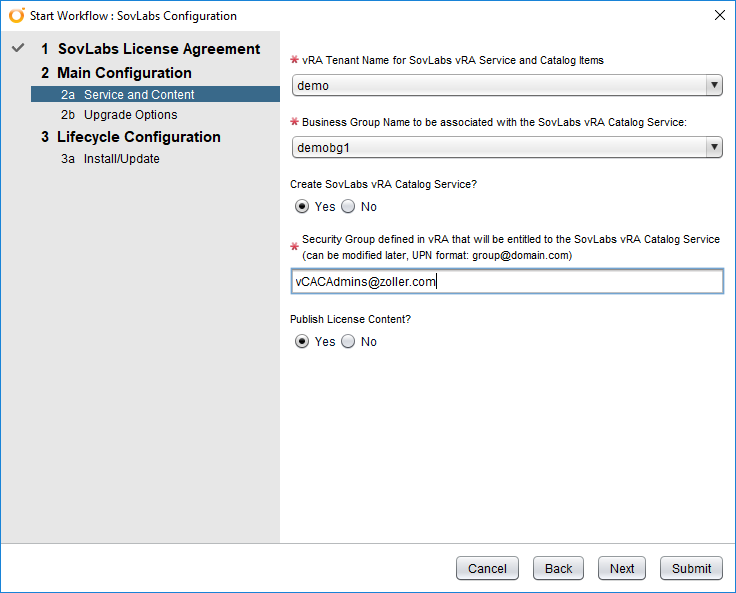 Start Workflow : SovLabs Configuration
1 SovLabs License Agreement
2 Main Configuration
2a Service and Content
2b Upgrade Options
3 Lifecycle Configuration
3a Install/Update
* vRA Tenant Name for SovLabs vRA Service and Catalog Items
demo
* Business Group Name to be associated with the SovLabs vRA Catalog Service:
demobg1
Create SovLabs vRA Catalog Service?
Yes No
* Security Group defined in vRA that will be entitled to the SovLabs vRA Catalog Service
(can be modified later, UPN format: group@domain.com)
vCACAdmins@zoller.com
Publish License Content?
Yes No
Cancel Back Next Submit